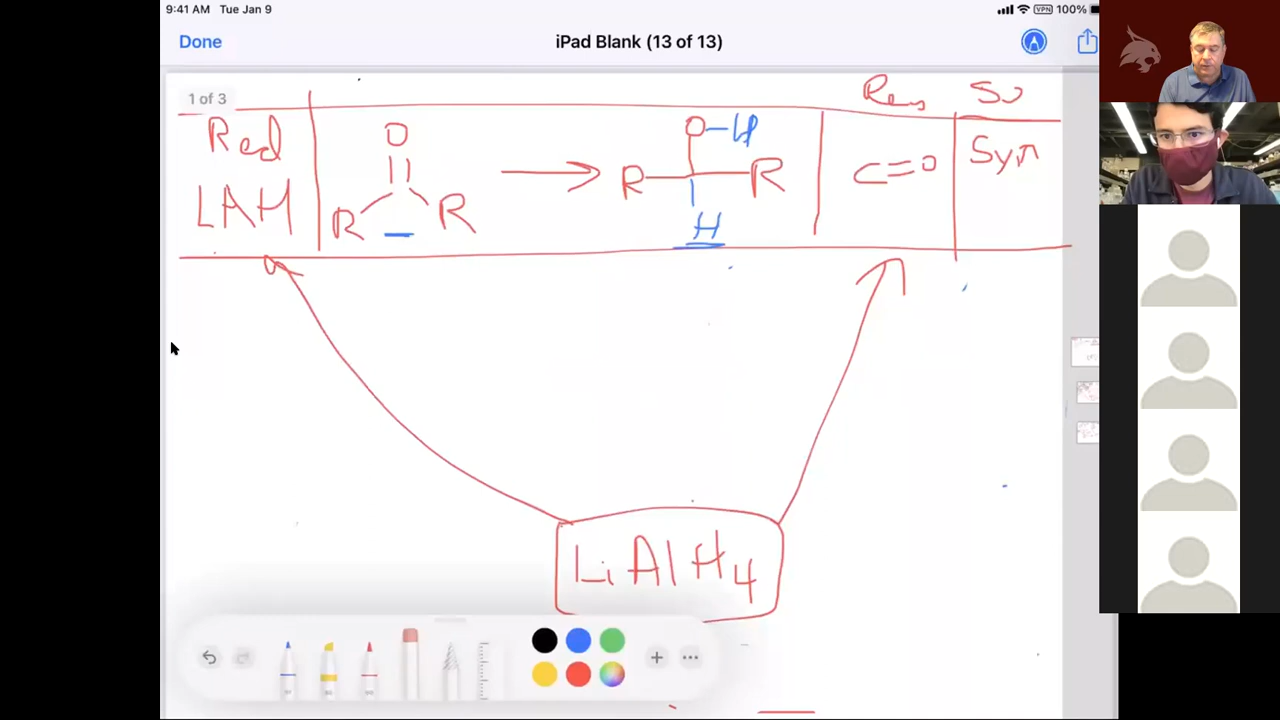 9:41 AM Tue Jan 9
VPN 100%
Done
iPad Blank (13 of 13)
1 of 3
Red
LAH
O
R R
O-H
R R
H
C=O
Syn
LiAlH4